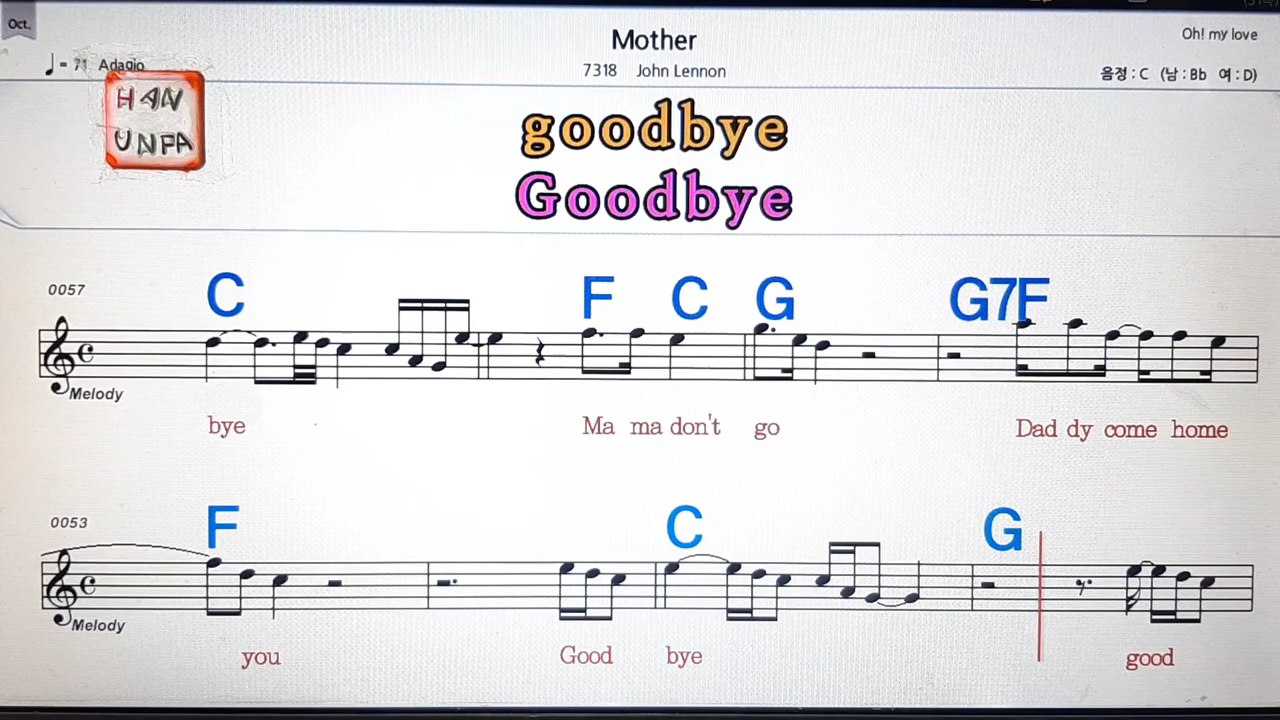 Oct.
Mother
Oh! my love
♩= 71 Adagio
7318 John Lennon
음정 : C (남 : Bb 여 : D)
HAN
UNPA
goodbye
Goodbye
0057
C F C G G7F
Melody
bye Ma ma don't go Dad dy come home
0053
F C G
Melody
you Good bye good